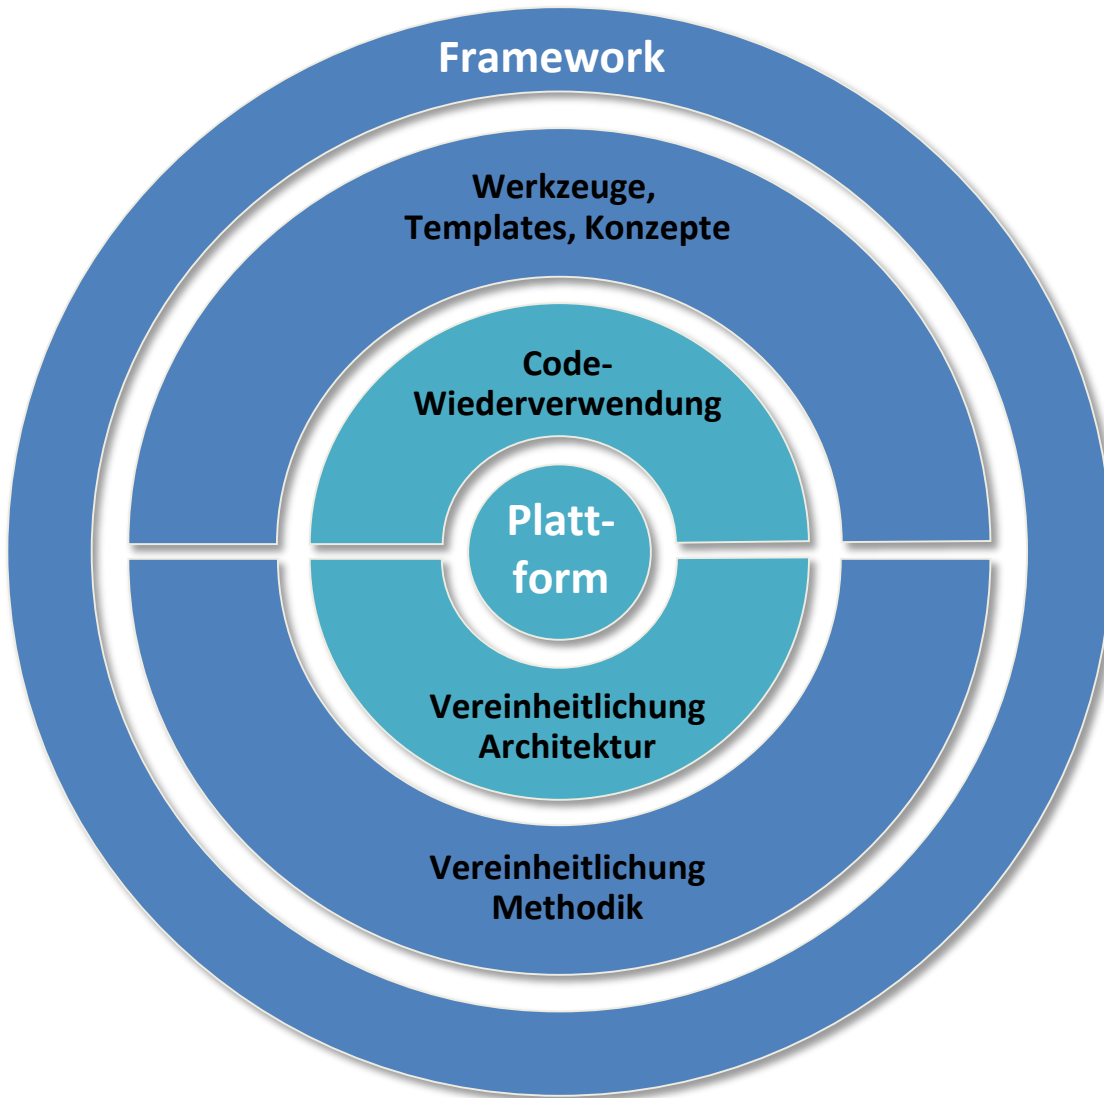 Framework
Werkzeuge,
Templates, Konzepte
Code-
Wiederverwendung
Platt-
form
Vereinheitlichung
Architektur
Vereinheitlichung
Methodik